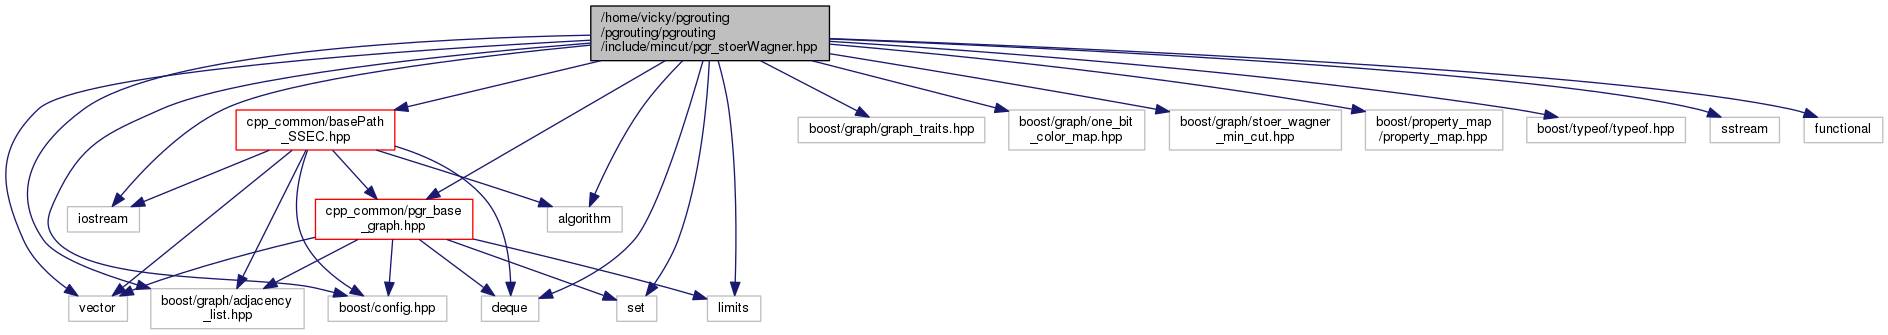 /home/vicky/pgrouting
/pgrouting/pgrouting
/include/mincut/pgr_stoerWagner.hpp
cpp_common/basePath
_SSEC.hpp
boost/graph/graph_traits.hpp
boost/graph/one_bit
_color_map.hpp
boost/graph/stoer_wagner
_min_cut.hpp
boost/property_map
/property_map.hpp
boost/typeof/typeof.hpp
sstream
functional
iostream
cpp_common/pgr_base
_graph.hpp
algorithm
vector
boost/graph/adjacency
_list.hpp
boost/config.hpp
deque
set
limits